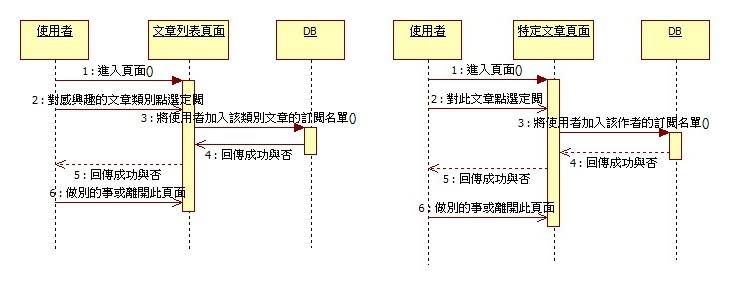 使用者
文章列表頁面
DB
1 : 進入頁面()
2 : 對感興趣的文章類別點選定閱
3 : 將使用者加入該類別文章的訂閱名單()
4 : 回傳成功與否
5 : 回傳成功與否
6 : 做別的事或離開此頁面
使用者
特定文章頁面
DB
1 : 進入頁面()
2 : 對此文章點選定閱
3 : 將使用者加入該作者的訂閱名單()
4 : 回傳成功與否
5 : 回傳成功與否
6 : 做別的事或離開此頁面